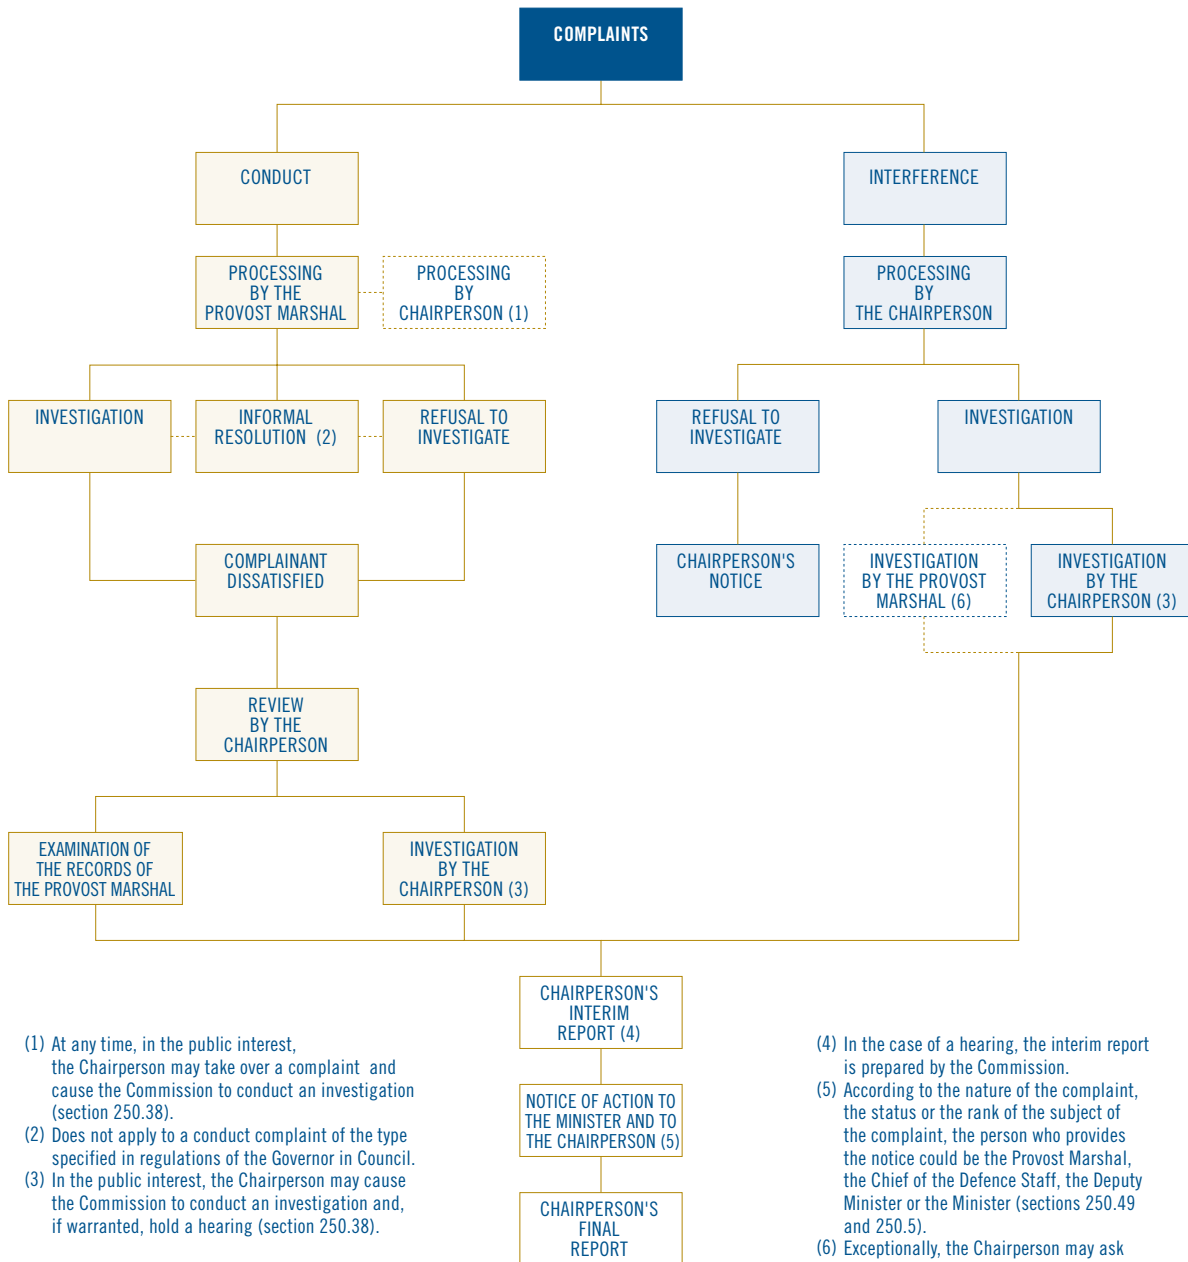 COMPLAINTS
CONDUCT
INTERFERENCE
PROCESSING
BY THE
PROVOST MARSHAL
PROCESSING
BY
CHAIRPERSON (1)
PROCESSING
BY
THE CHAIRPERSON
INVESTIGATION
INFORMAL
RESOLUTION (2)
REFUSAL TO
INVESTIGATE
REFUSAL TO
INVESTIGATE
INVESTIGATION
COMPLAINANT
DISSATISFIED
CHAIRPERSON'S
NOTICE
INVESTIGATION
BY THE PROVOST
MARSHAL (6)
INVESTIGATION
BY THE
CHAIRPERSON (3)
REVIEW
BY THE
CHAIRPERSON
EXAMINATION OF
THE RECORDS OF
THE PROVOST MARSHAL
INVESTIGATION
BY THE
CHAIRPERSON (3)
CHAIRPERSON'S
INTERIM
REPORT (4)
NOTICE OF ACTION TO
THE MINISTER AND TO
THE CHAIRPERSON (5)
CHAIRPERSON'S
FINAL
REPORT
(1) At any time, in the public interest,
the Chairperson may take over a complaint and
cause the Commission to conduct an investigation
(section 250.38).
(2) Does not apply to a conduct complaint of the type
specified in regulations of the Governor in Council.
(3) In the public interest, the Chairperson may cause
the Commission to conduct an investigation and,
if warranted, hold a hearing (section 250.38).
(4) In the case of a hearing, the interim report
is prepared by the Commission.
(5) According to the nature of the complaint,
the status or the rank of the subject of
the complaint, the person who provides
the notice could be the Provost Marshal,
the Chief of the Defence Staff, the Deputy
Minister or the Minister (sections 250.49
and 250.5).
(6) Exceptionally, the Chairperson may ask